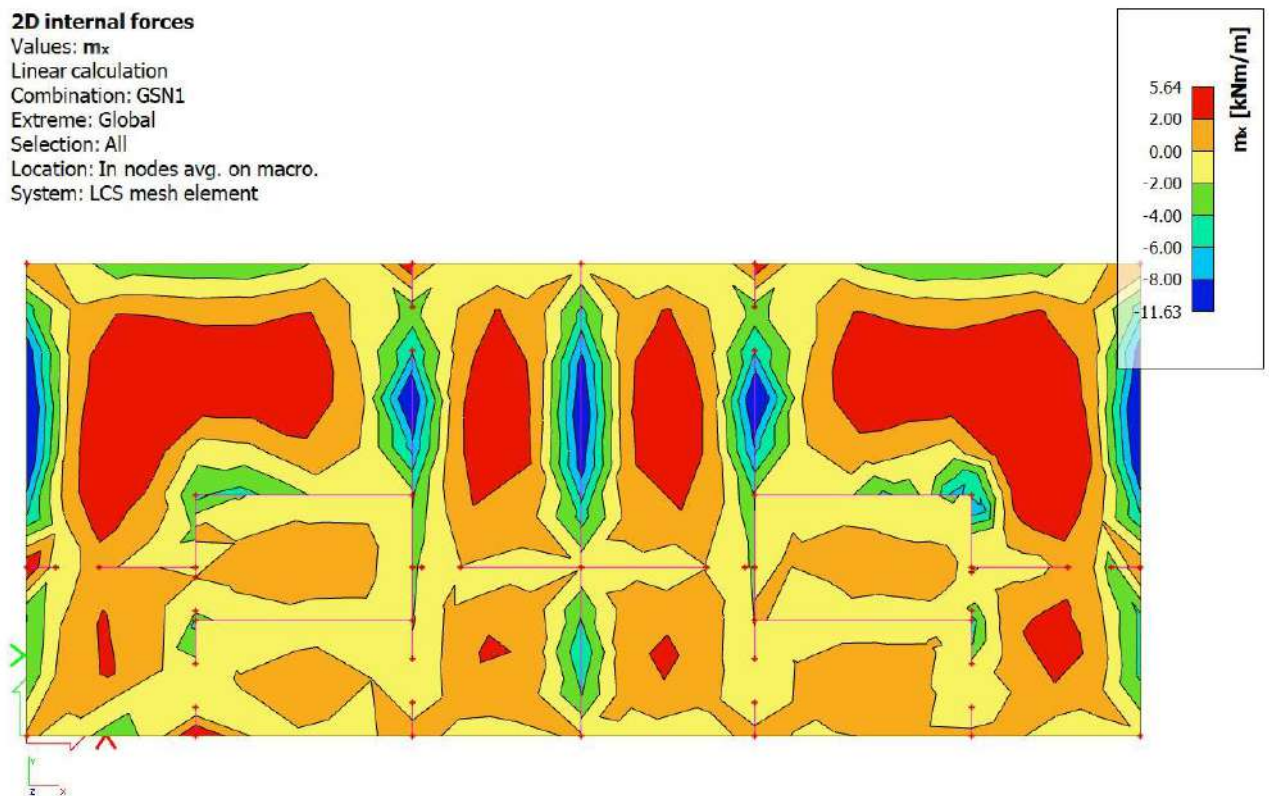 2D internal forces
Values: mx
Linear calculation
Combination: GSN1
Extreme: Global
Selection: All
Location: In nodes avg. on macro.
System: LCS mesh element
mx [kNm/m]
5.64
2.00
0.00
-2.00
-4.00
-6.00
-8.00
-11.63
Y
Z X